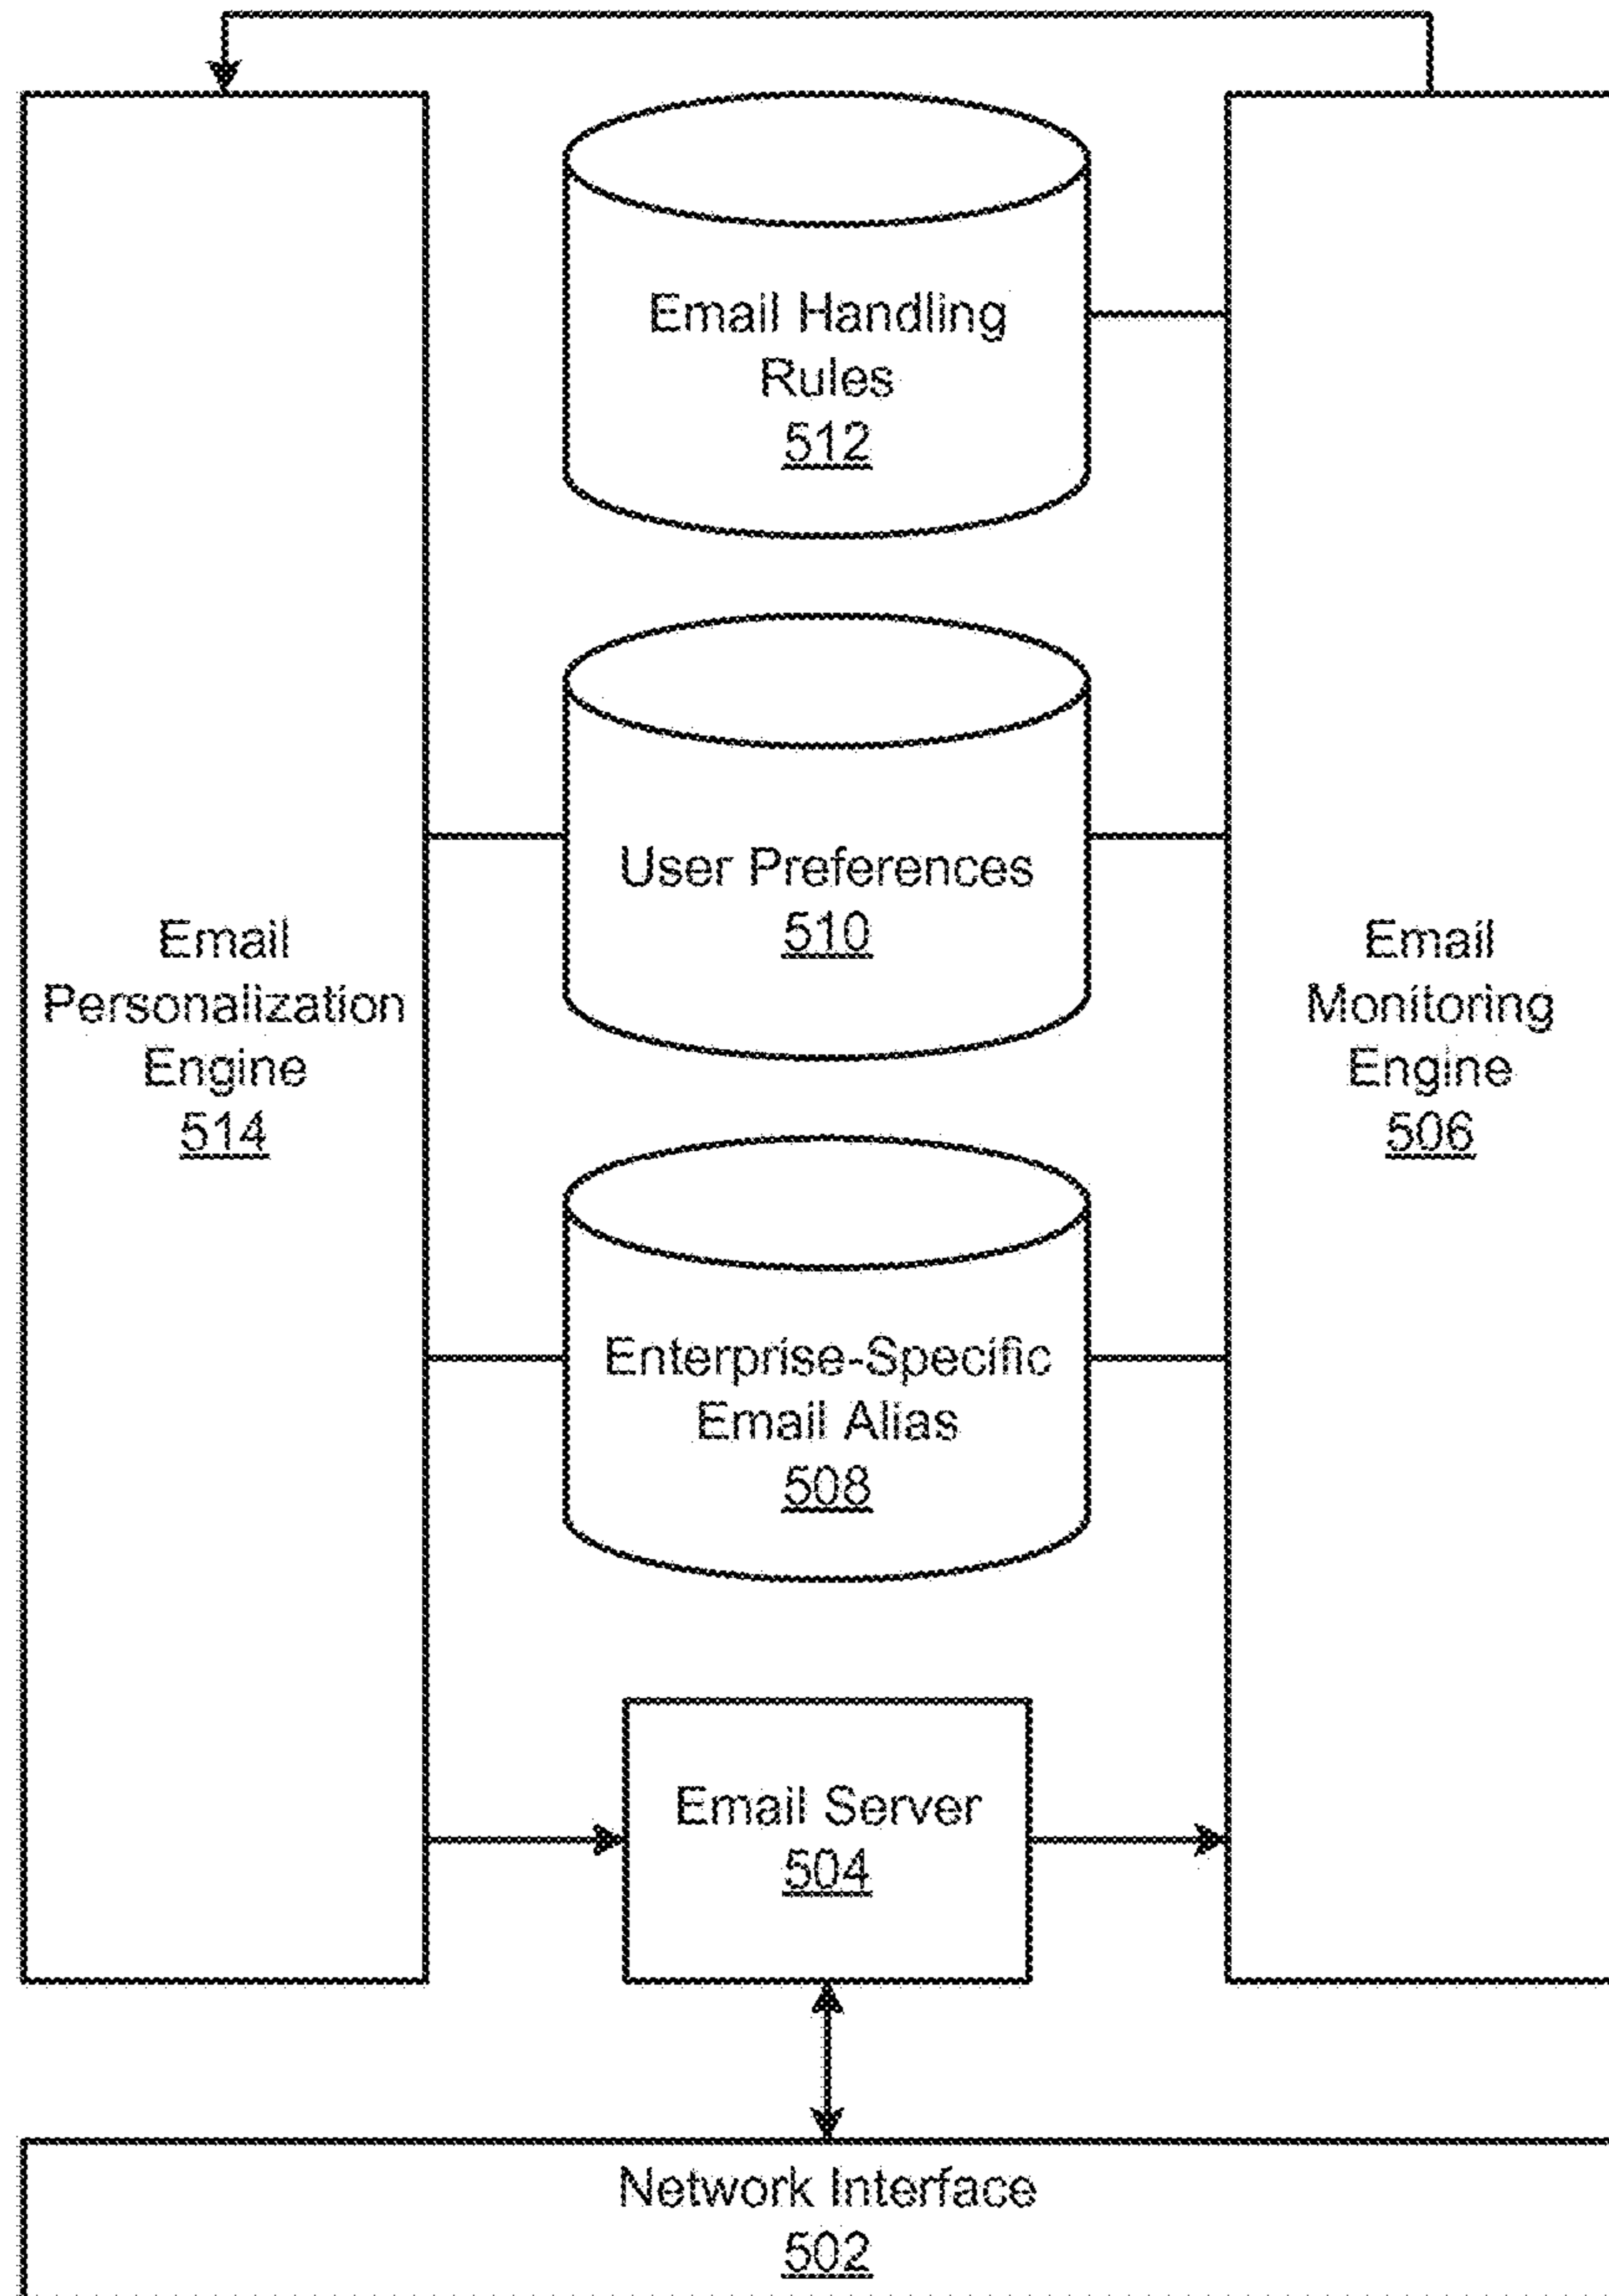 Email Handling
Rules
512
User Preferences
510
Email
Personalization
Engine
514
Email
Monitoring
Engine
506
Enterprise-Specific
Email Alias
508
Email Server
504
Network Interface
502